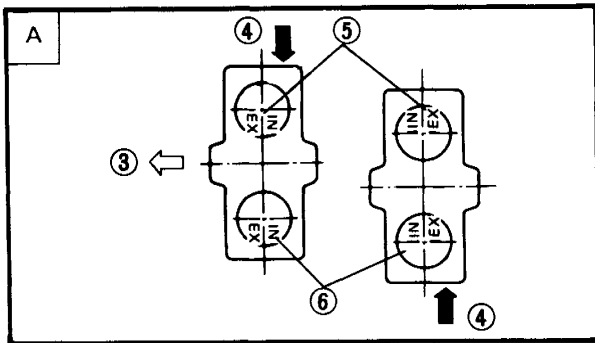 A
④ ⑤
EX IN
IN EX
③
EX IN
IN EX
⑥
④